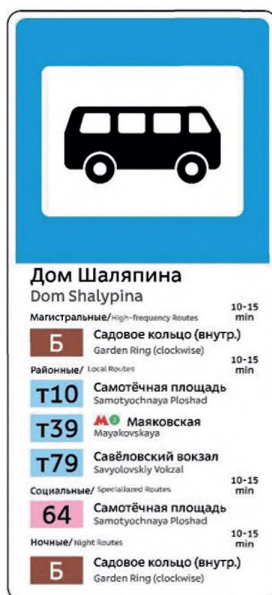 Дом Шаляпина
Dom Shalypina
Магистральные/High-frequency Routes 10-15 min
Б Садовое кольцо (внутр.)
Garden Ring (clockwise)
Районные/ Local Routes 10-15 min
т10 Самотёчная площадь
Samotyochnaya Ploshad
т39 М2 Маяковская
Mayakovskaya
т79 Савёловский вокзал
Savyolovskiy Vokzal
Социальные/ Specialized Routes 10-15 min
64 Самотёчная площадь
Samotyochnaya Ploshad
Ночные/ Night Routes 10-15 min
Б Садовое кольцо (внутр.)
Garden Ring (clockwise)